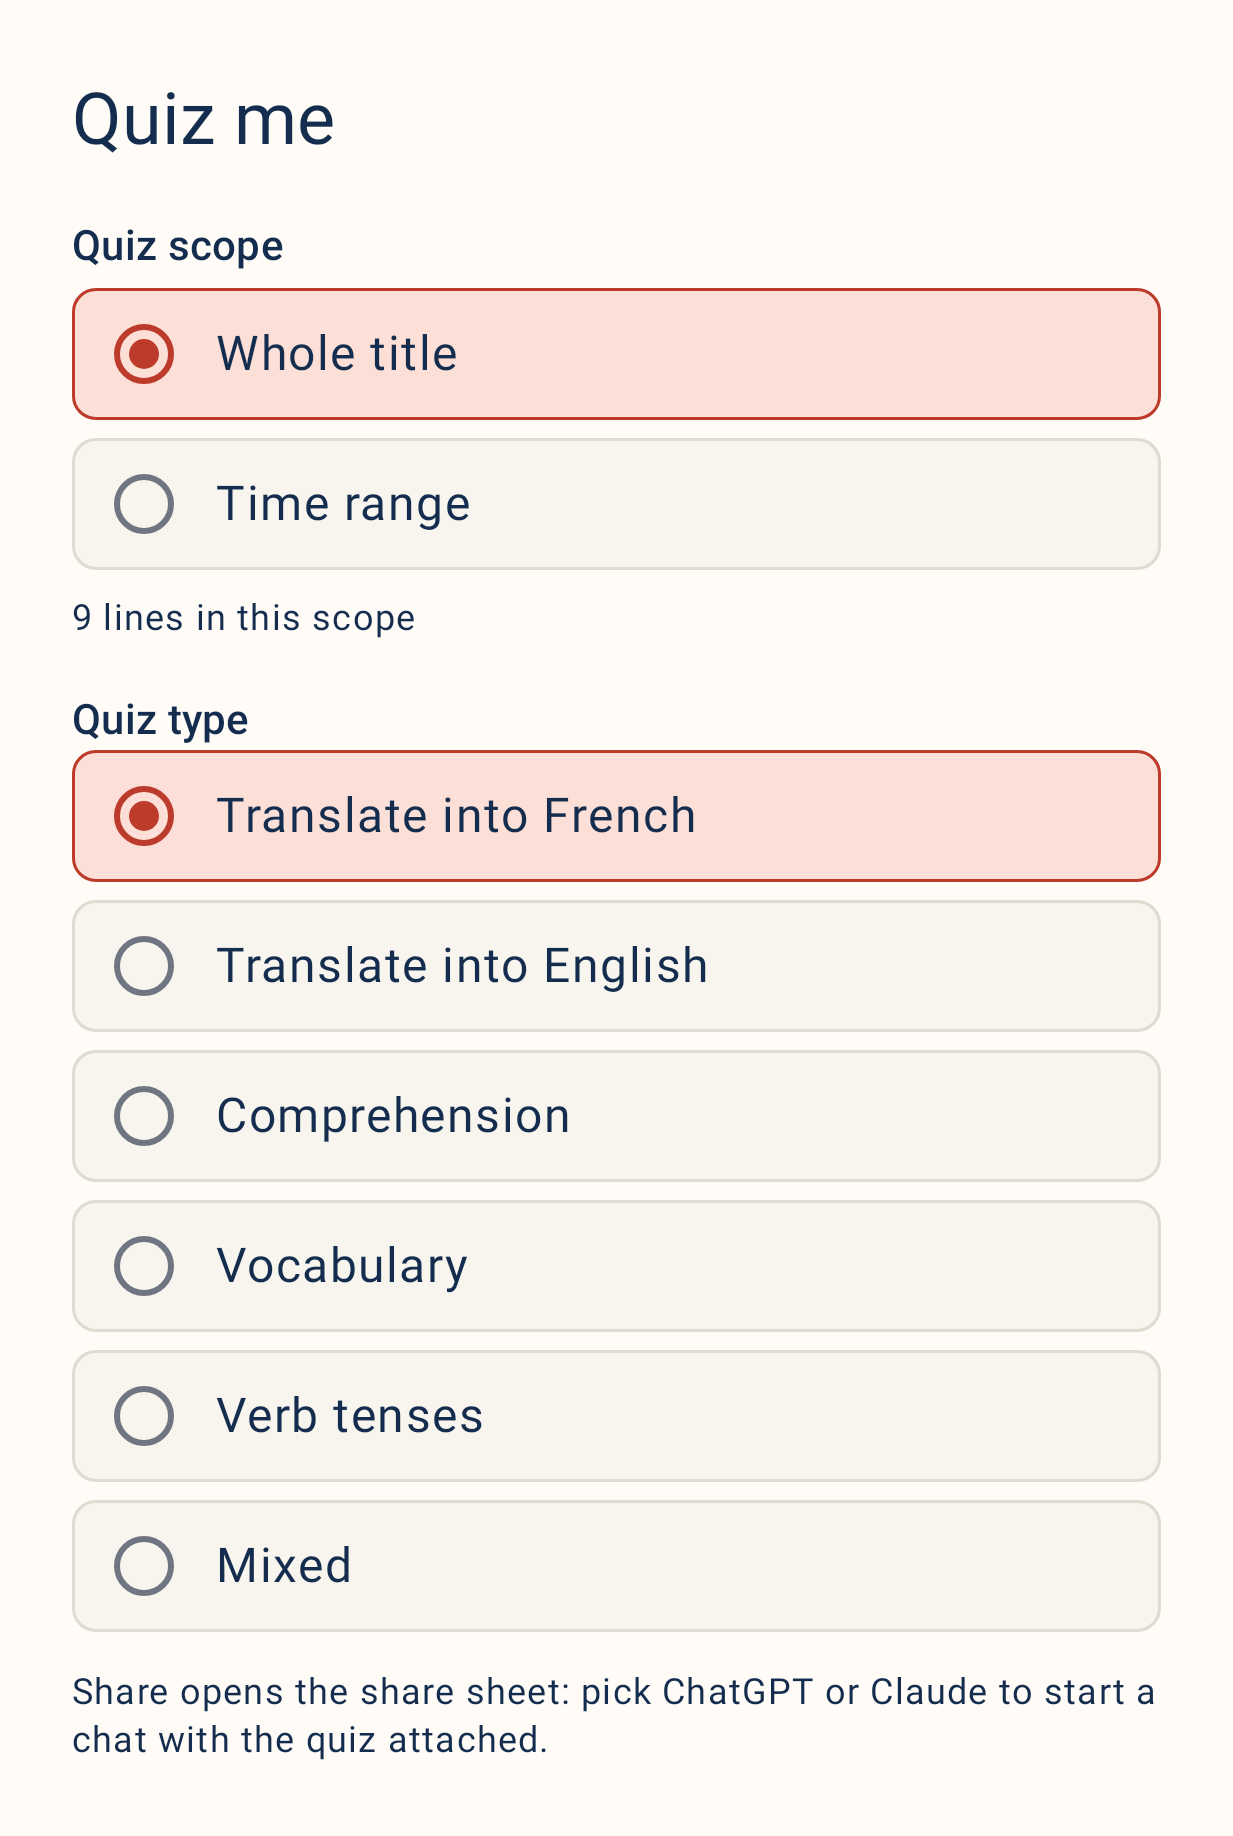 Quiz me
Quiz scope
Whole title
Time range
9 lines in this scope
Quiz type
Translate into French
Translate into English
Comprehension
Vocabulary
Verb tenses
Mixed
Share opens the share sheet: pick ChatGPT or Claude to start a
chat with the quiz attached.